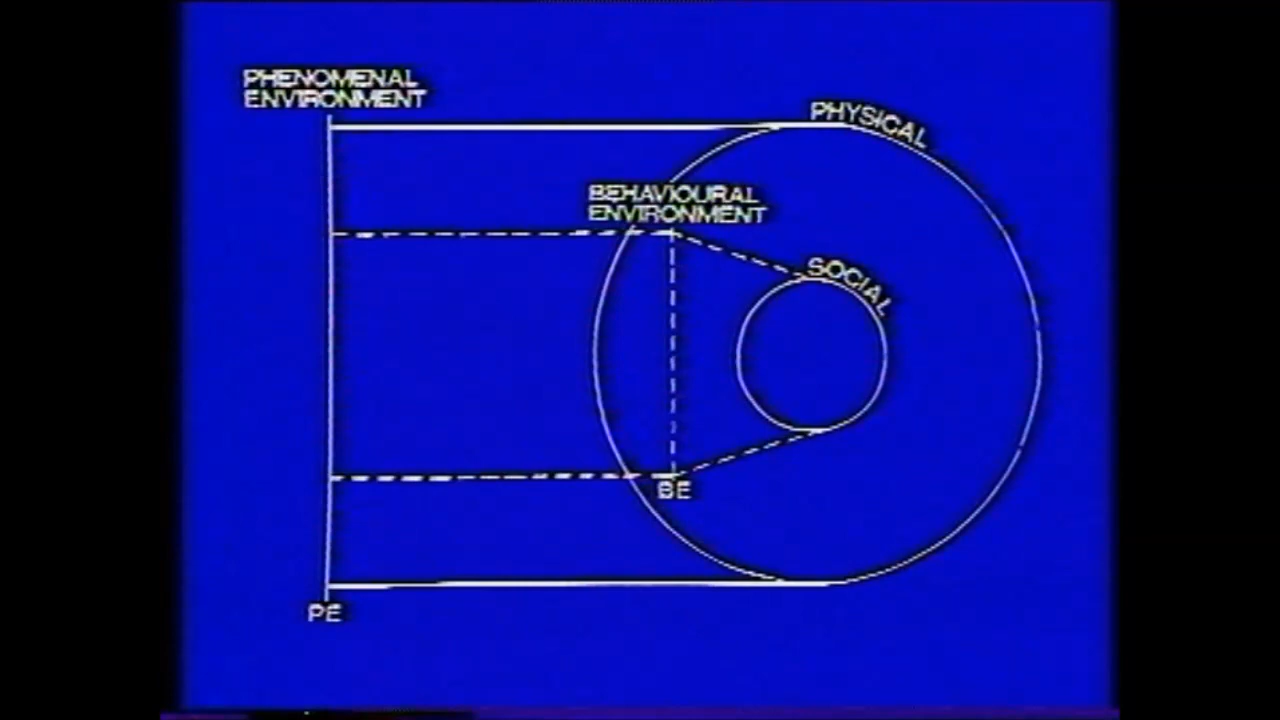 PHENOMENAL
ENVIRONMENT
PHYSICAL
BEHAVIOURAL
ENVIRONMENT
SOCIAL
BE
PE